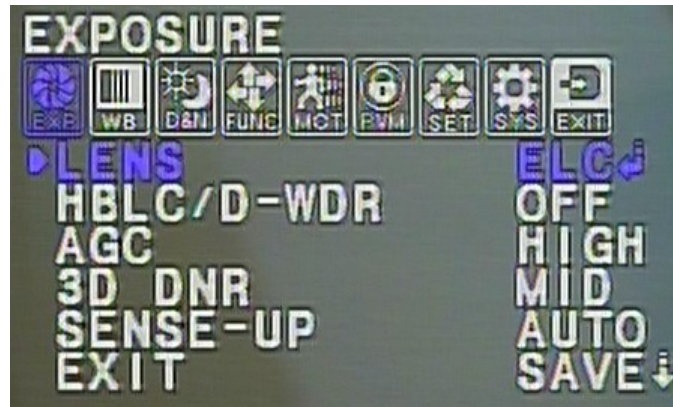 EXPOSURE
EXP WB D&N FUNC MOT PVM SET SYS EXIT
LENS ELC
HBLC/D-WDR OFF
AGC HIGH
3D DNR MID
SENSE-UP AUTO
EXIT SAVE